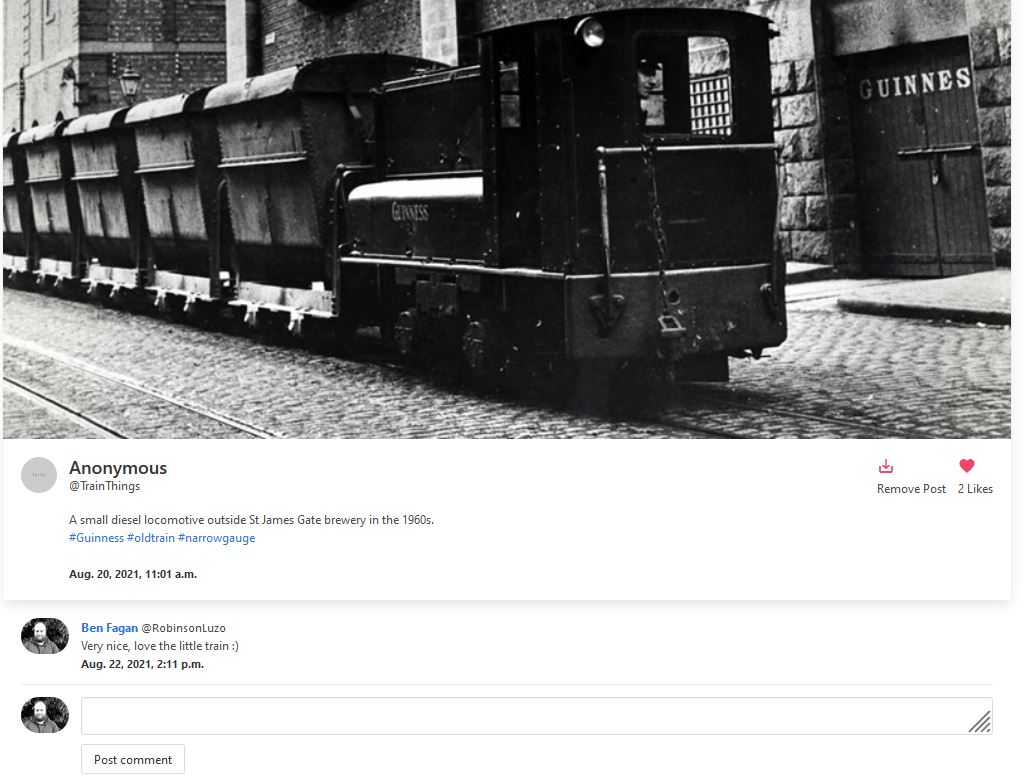 GUINNES
GUINNESS
Anonymous
@TrainThings
Remove Post
2 Likes
A small diesel locomotive outside St James Gate brewery in the 1960s.
#Guinness #oldtrain #narrowgauge
Aug. 20, 2021, 11:01 a.m.
Ben Fagan @RobinsonLuzo
Very nice, love the little train :)
Aug. 22, 2021, 2:11 p.m.
Post comment